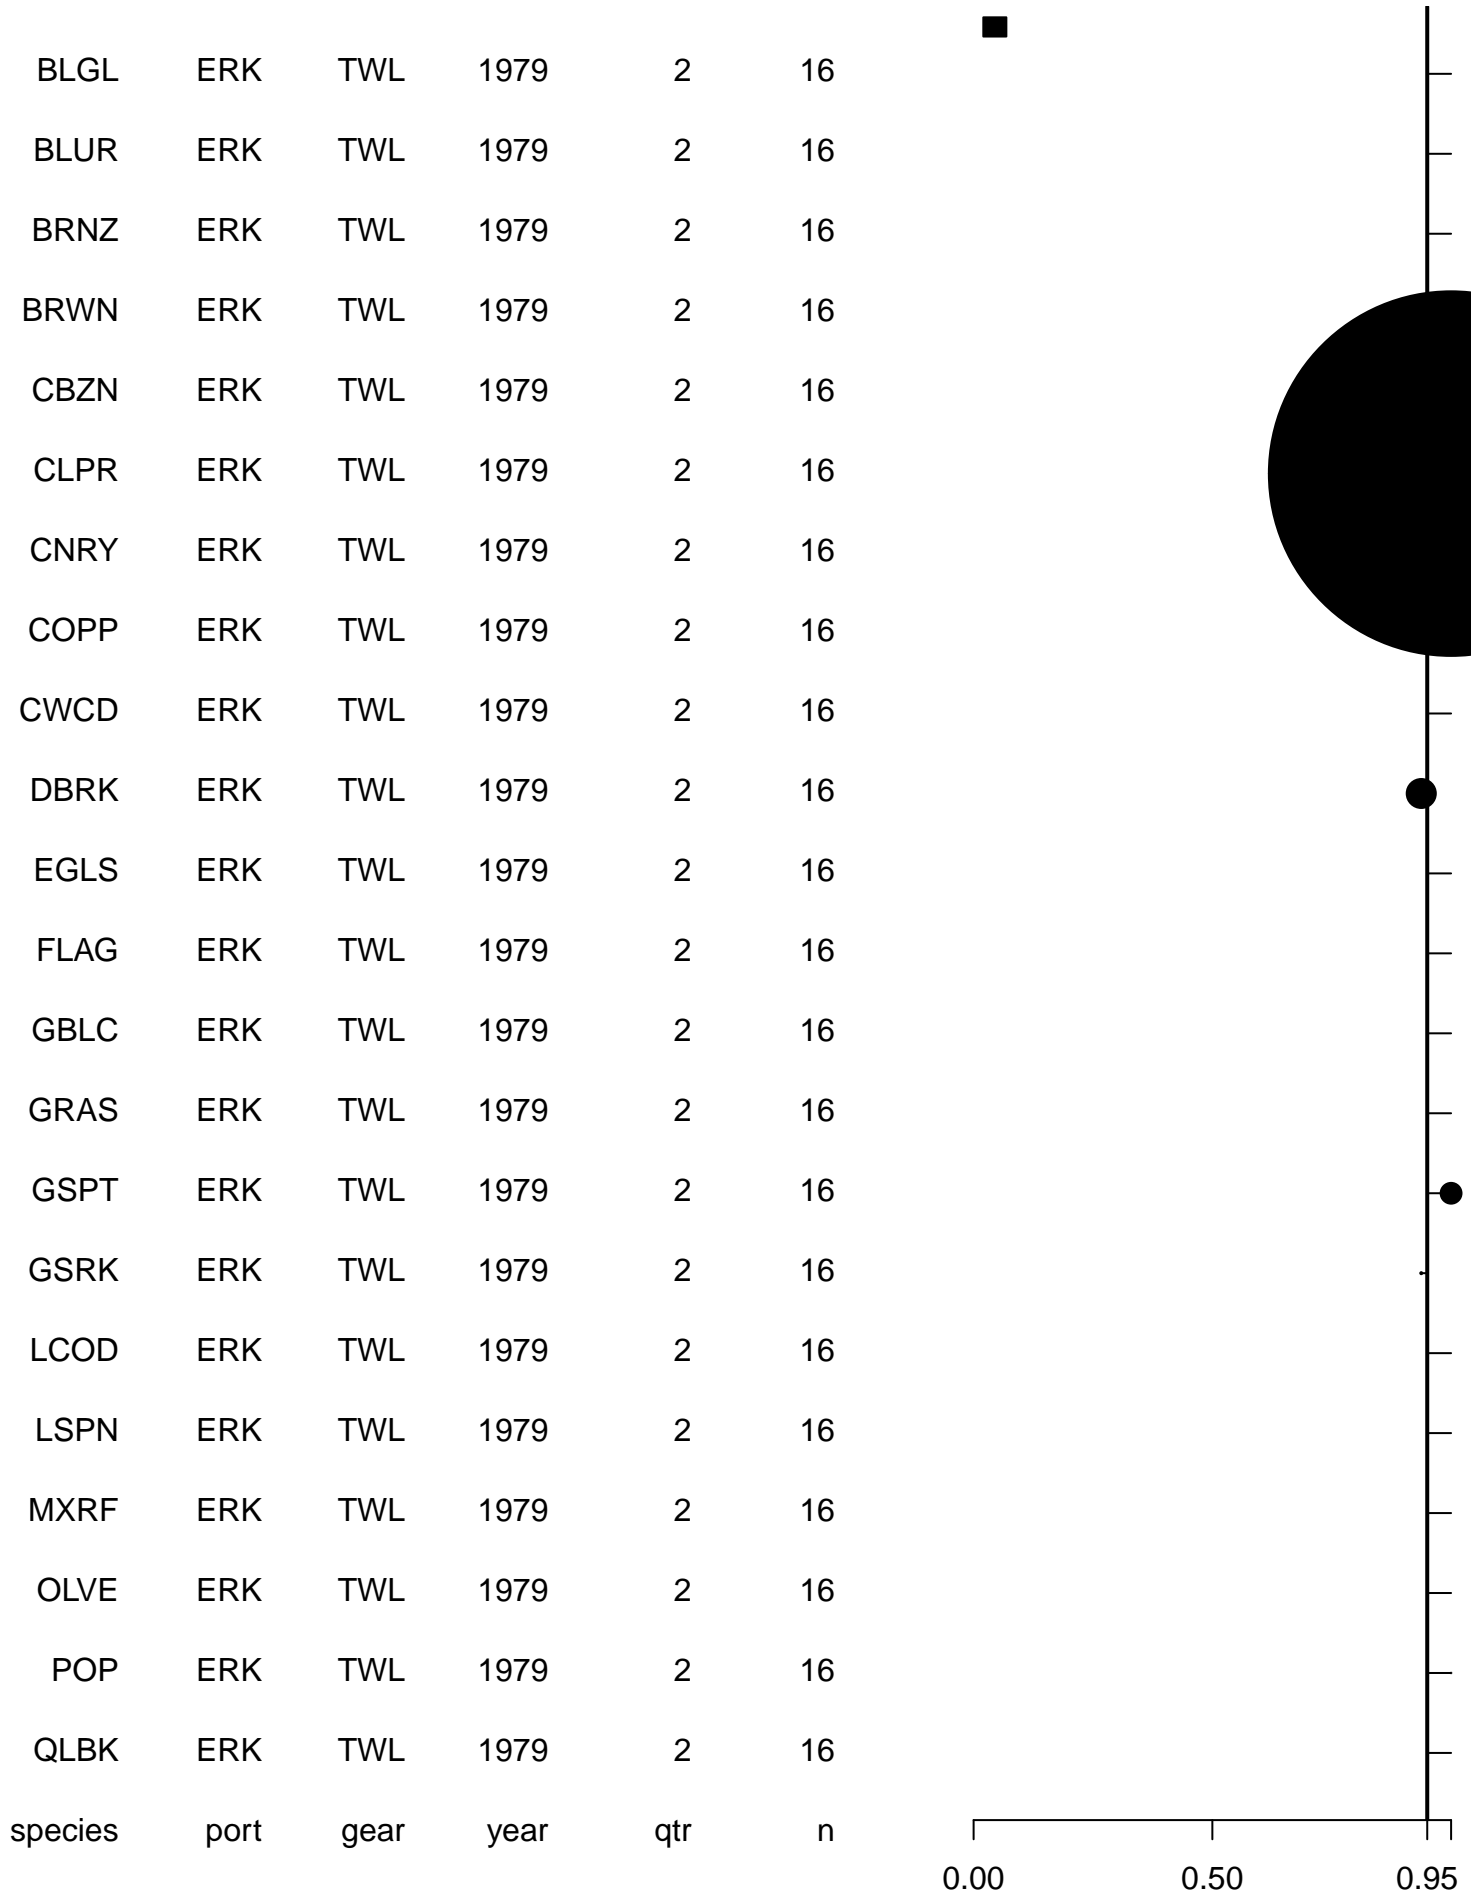 BLGL ERK TWL 1979 2 16
BLUR ERK TWL 1979 2 16
BRNZ ERK TWL 1979 2 16
BRWN ERK TWL 1979 2 16
CBZN ERK TWL 1979 2 16
CLPR ERK TWL 1979 2 16
CNRY ERK TWL 1979 2 16
COPP ERK TWL 1979 2 16
CWCD ERK TWL 1979 2 16
DBRK ERK TWL 1979 2 16
EGLS ERK TWL 1979 2 16
FLAG ERK TWL 1979 2 16
GBLC ERK TWL 1979 2 16
GRAS ERK TWL 1979 2 16
GSPT ERK TWL 1979 2 16
GSRK ERK TWL 1979 2 16
LCOD ERK TWL 1979 2 16
LSPN ERK TWL 1979 2 16
MXRF ERK TWL 1979 2 16
OLVE ERK TWL 1979 2 16
POP ERK TWL 1979 2 16
QLBK ERK TWL 1979 2 16
species port gear year qtr n
0.00 0.50 0.95